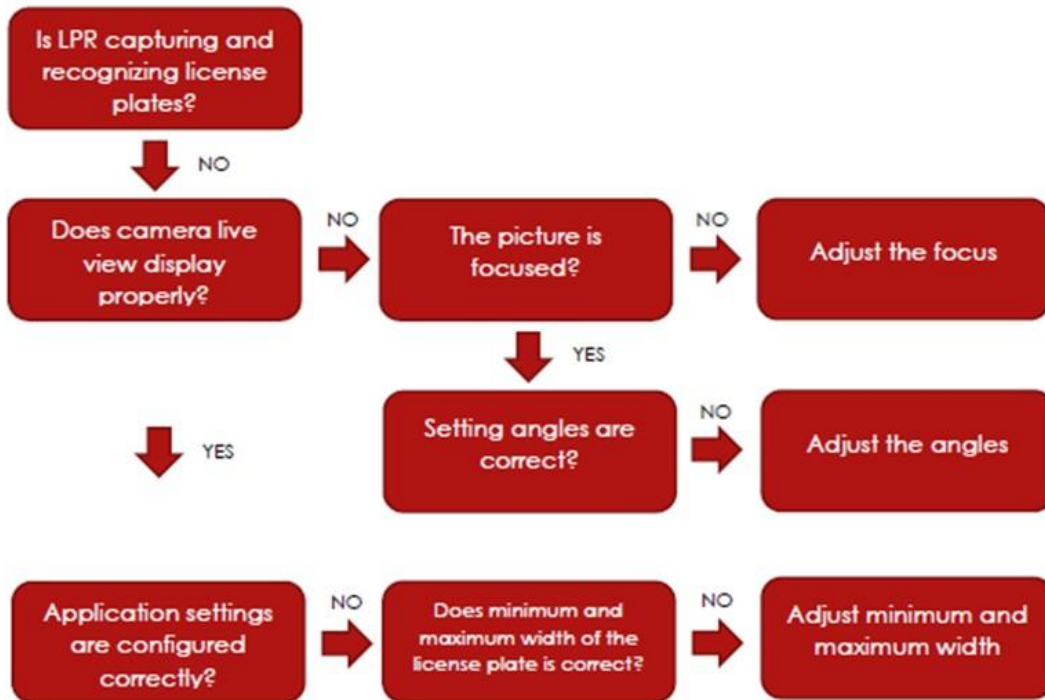 Is LPR capturing and
recognizing license
plates?
NO
Does camera live
view display
properly?
NO
The picture is
focused?
NO
Adjust the focus
YES
Setting angles are
correct?
NO
Adjust the angles
YES
Application settings
are configured
correctly?
NO
Does minimum and
maximum width of the
license plate is correct?
NO
Adjust minimum and
maximum width